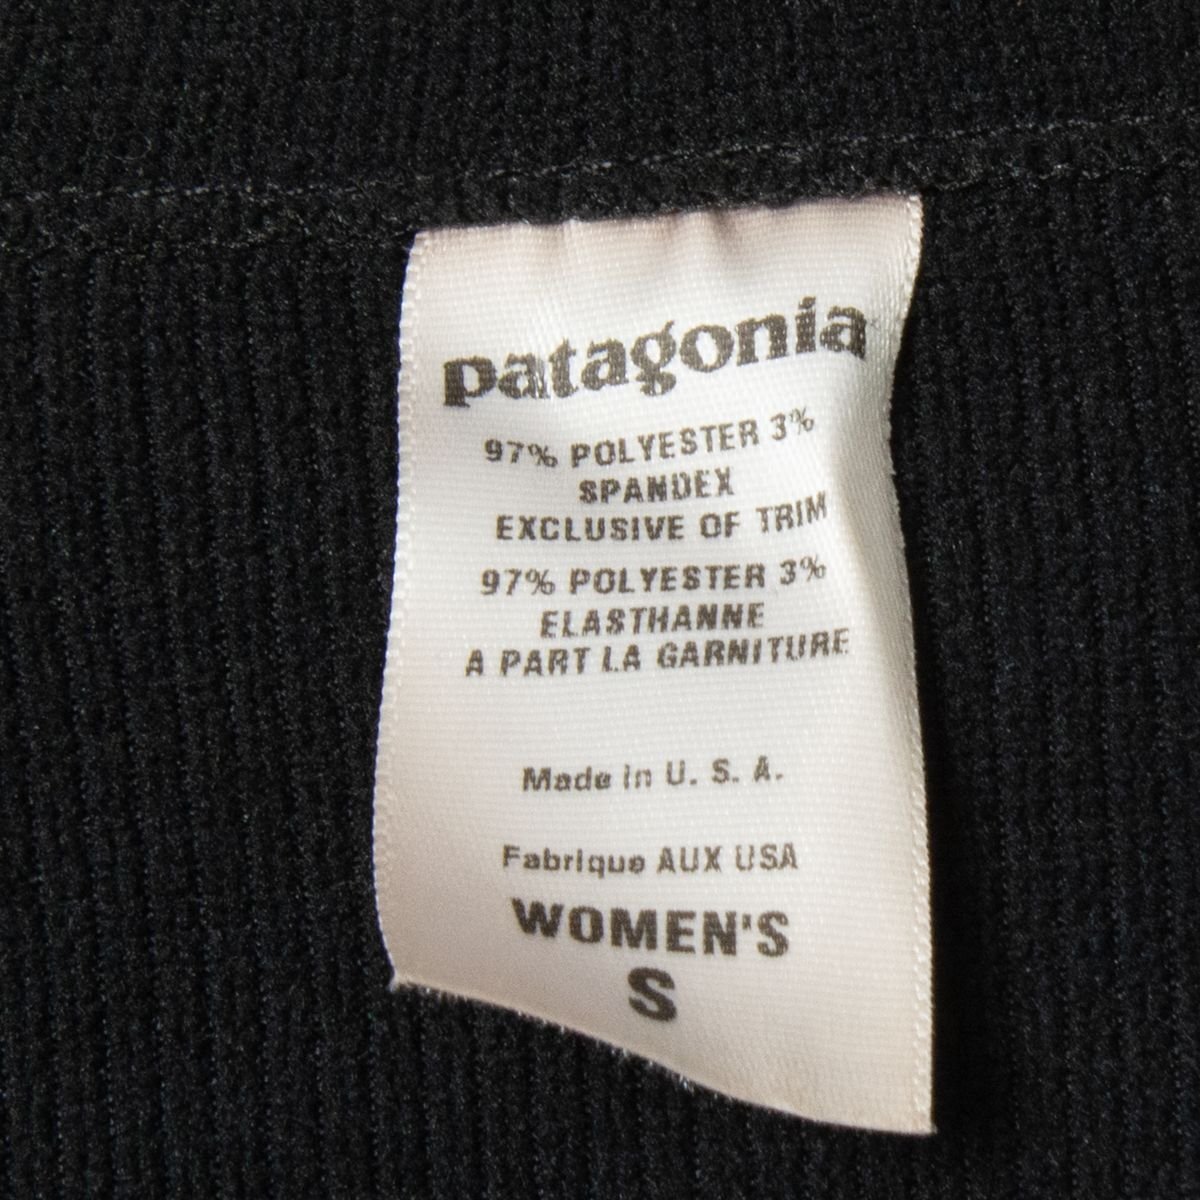 patagonia
97% POLYESTER 3%
SPANDEX
EXCLUSIVE OF TRIM
97% POLYESTER 3%
ELASTHANNE
A PART LA GARNITURE
Made in U. S. A.
Fabrique AUX USA
WOMEN'S
S